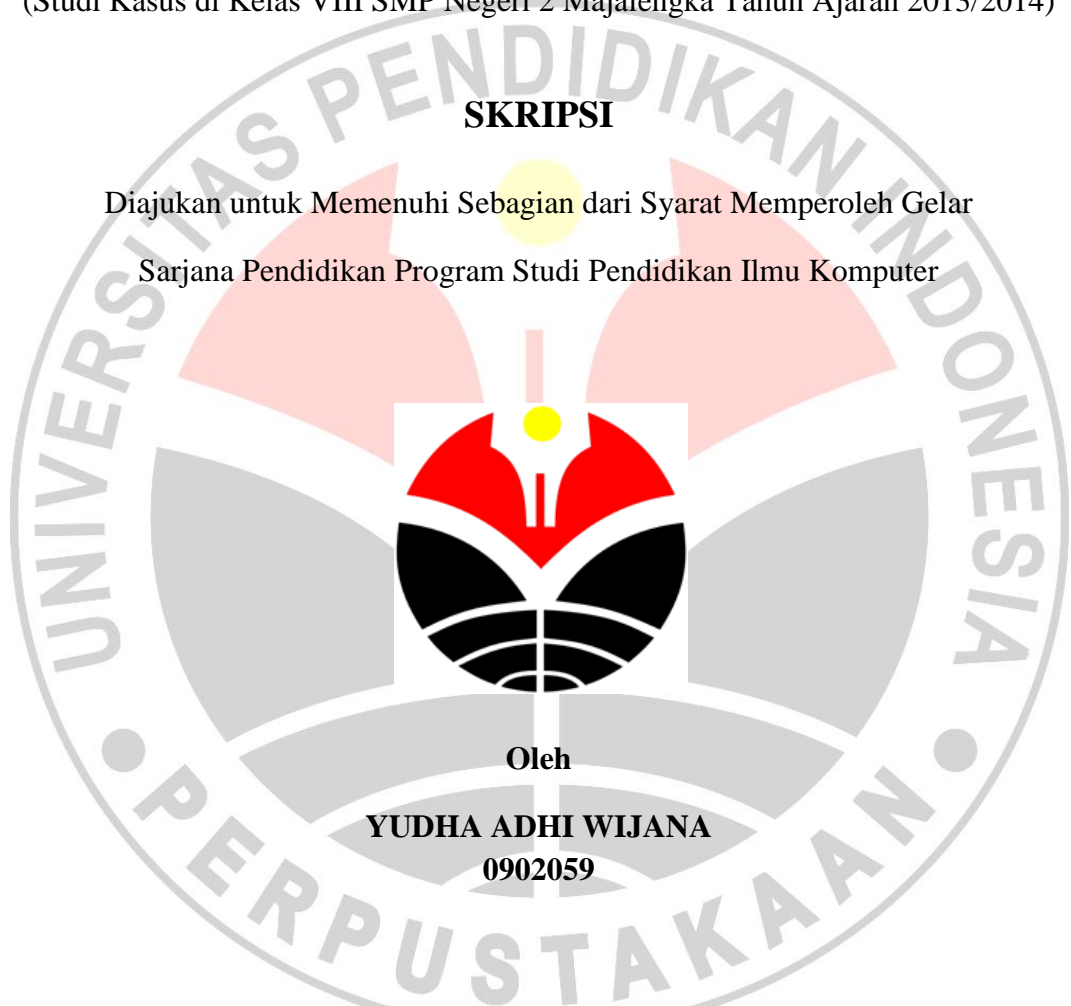 (Studi Kasus di Kelas VIII SMP Negeri 2 Majalengka Tahun Ajaran 2013/2014)
SKRIPSI
Diajukan untuk Memenuhi Sebagian dari Syarat Memperoleh Gelar
Sarjana Pendidikan Program Studi Pendidikan Ilmu Komputer
Oleh
YUDHA ADHI WIJANA
0902059
UNIVERSITAS PENDIDIKAN INDONESIA
PERPUSTAKAAN